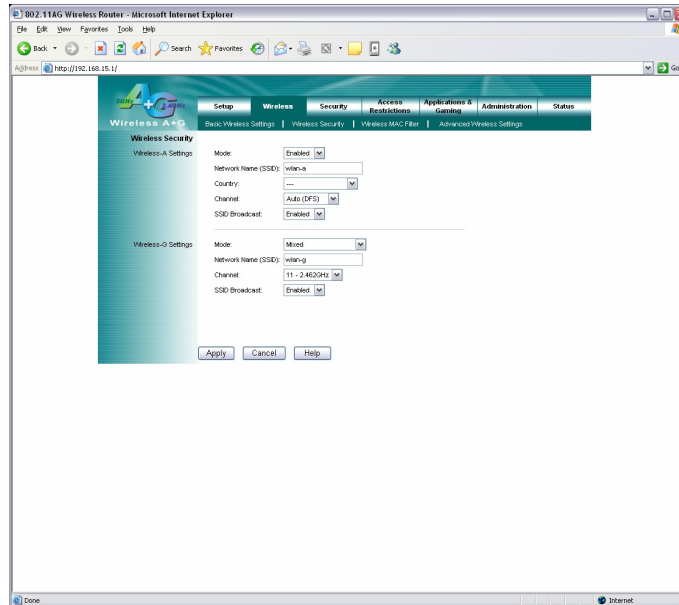 802.11AG Wireless Router - Microsoft Internet Explorer
File Edit View Favorites Tools Help
Back Search Favorites
Address http://192.168.15.1/ Go
5GHz A+G 2.4GHz
Wireless A+G
Setup Wireless Security Access Restrictions Applications & Gaming Administration Status
Basic Wireless Settings | Wireless Security | Wireless MAC Filter | Advanced Wireless Settings
Wireless Security
Wireless-A Settings
Mode: Enabled
Network Name (SSID): wlan-a
Country: ---
Channel: Auto (DFS)
SSID Broadcast: Enabled
Wireless-G Settings
Mode: Mixed
Network Name (SSID): wlan-g
Channel: 11 - 2.462GHz
SSID Broadcast: Enabled
Apply Cancel Help
Done Internet